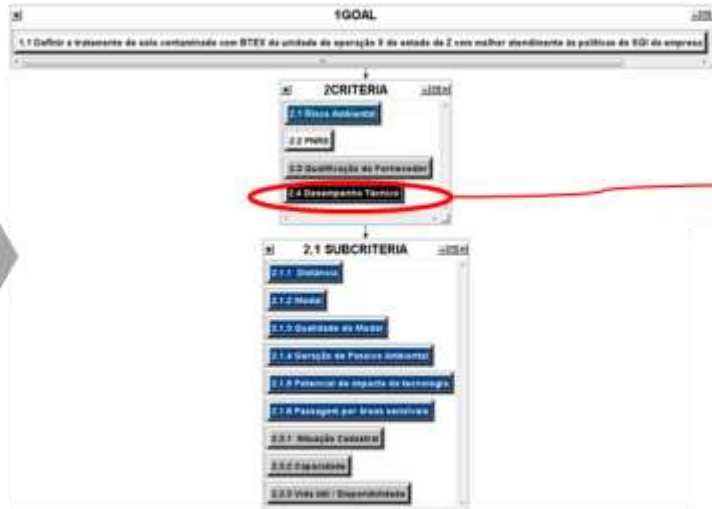 1GOAL
1.1 Definir o tratamento de solo contaminado com BTEX da unidade de operação X do estado de Z com melhor atendimento às políticas de SGI da empresa
2CRITERIA
2.1 Risco Ambiental
2.2 PNRS
2.3 Qualificação do Fornecedor
2.4 Desempenho Técnico
2.1 SUBCRITERIA
2.1.1 Distância
2.1.2 Modal
2.1.3 Qualidade do Modal
2.1.4 Geração de Passivo Ambiental
2.1.5 Potencial de impacto da tecnologia
2.1.6 Passagem por áreas sensíveis
2.3.1 Situação Cadastral
2.3.2 Capacidade
2.3.3 Vida útil / Disponibilidade